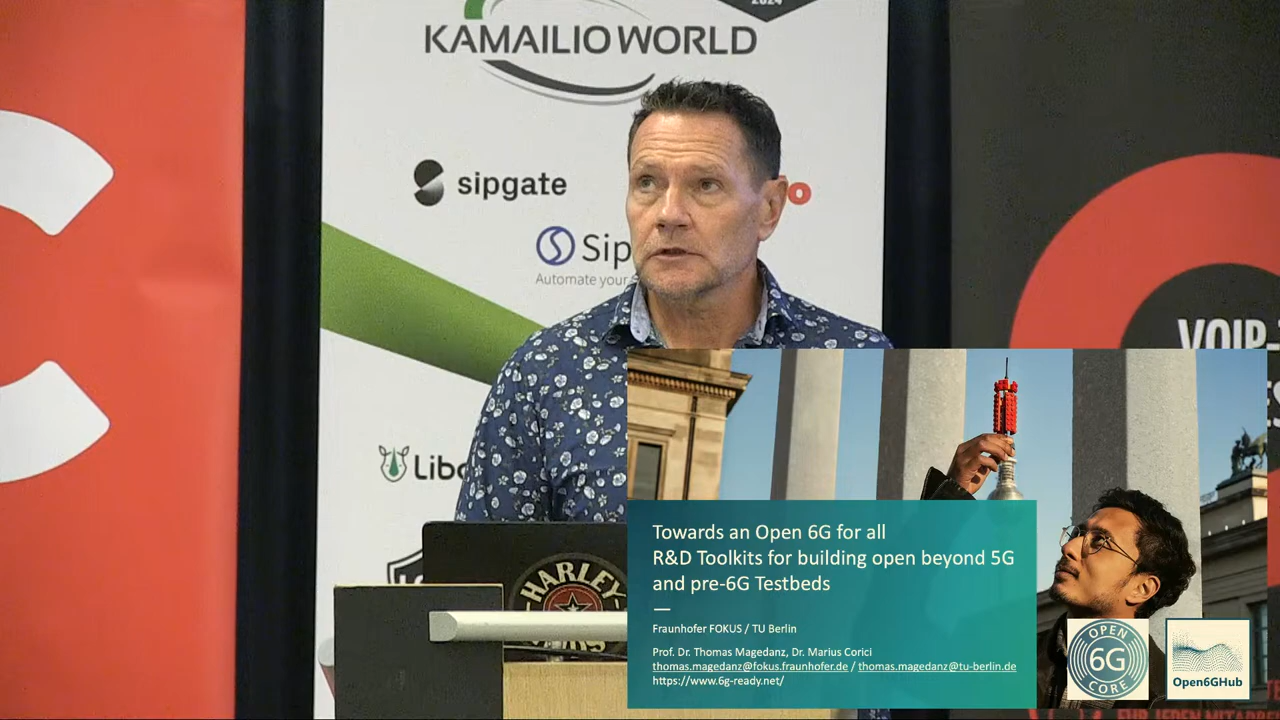 2024
KAMAILIO WORLD
sipgate
Sip
Automate your
VOIP-
HARLEY
Towards an Open 6G for all
R&D Toolkits for building open beyond 5G
and pre-6G Testbeds
Fraunhofer FOKUS / TU Berlin
Prof. Dr. Thomas Magedanz, Dr. Marius Corici
thomas.magedanz@fokus.fraunhofer.de / thomas.magedanz@tu-berlin.de
https://www.6g-ready.net/
OPEN
6G
CORE
Open6GHub